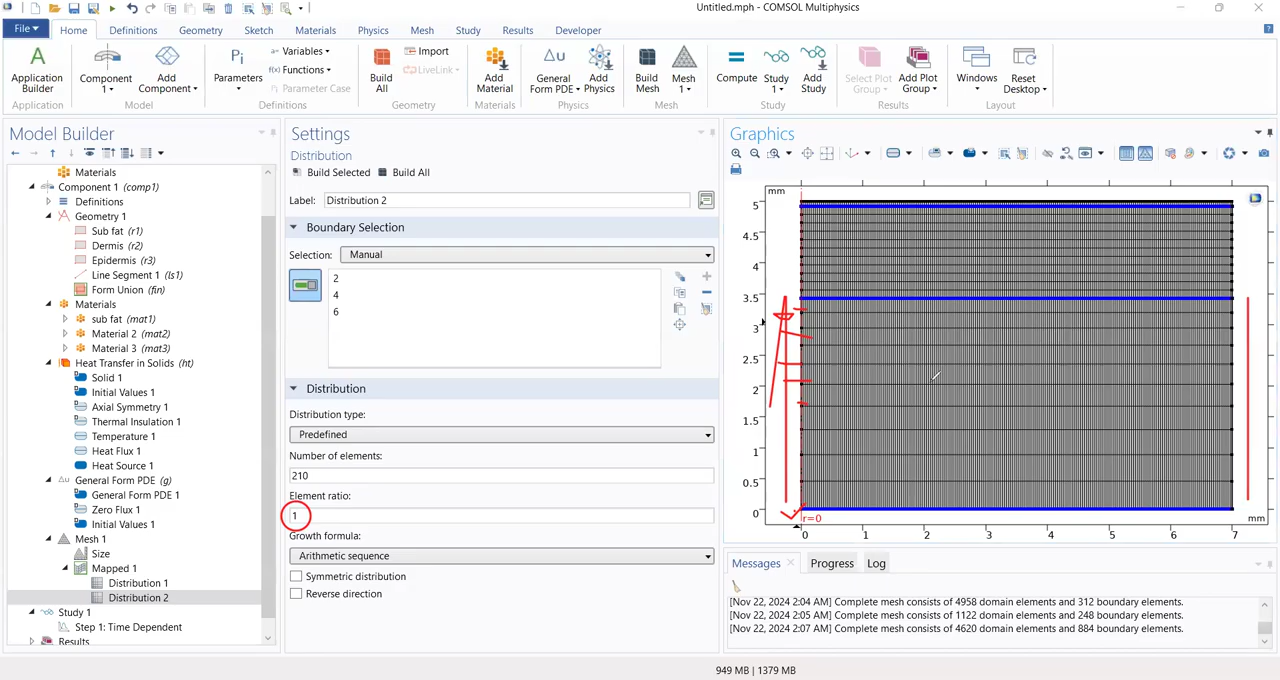 Untitled.mph - COMSOL Multiphysics
File Home Definitions Geometry Sketch Materials Physics Mesh Study Results Developer
Application Builder
Application
Component 1
Add Component
Model
Pi
Parameters
a= Variables
f(x) Functions
Parameter Case
Definitions
Build All
Import
LiveLink
Geometry
Add Material
Materials
General Form PDE
Add Physics
Physics
Build Mesh
Mesh 1
Mesh
Compute
Study 1
Add Study
Study
Select Plot Group
Add Plot Group
Results
Windows
Reset Desktop
Layout
Model Builder
Materials
Component 1 (comp1)
Definitions
Geometry 1
Sub fat (r1)
Dermis (r2)
Epidermis (r3)
Line Segment 1 (ls1)
Form Union (fin)
Materials
sub fat (mat1)
Material 2 (mat2)
Material 3 (mat3)
Heat Transfer in Solids (ht)
Solid 1
Initial Values 1
Axial Symmetry 1
Thermal Insulation 1
Temperature 1
Heat Flux 1
Heat Source 1
Δu General Form PDE (g)
General Form PDE 1
Zero Flux 1
Initial Values 1
Mesh 1
Size
Mapped 1
Distribution 1
Distribution 2
Study 1
Step 1: Time Dependent
Results
Settings
Distribution
Build Selected Build All
Label: Distribution 2
Boundary Selection
Selection: Manual
2
4
6
Distribution
Distribution type:
Predefined
Number of elements:
210
Element ratio:
1
Growth formula:
Arithmetic sequence
Symmetric distribution
Reverse direction
Graphics
mm
5
4.5
4
3.5
3
2.5
2
1.5
1
0.5
0
r=0
0 1 2 3 4 5 6 7
mm
Messages Progress Log
[Nov 22, 2024 2:04 AM] Complete mesh consists of 4958 domain elements and 312 boundary elements.
[Nov 22, 2024 2:05 AM] Complete mesh consists of 1122 domain elements and 248 boundary elements.
[Nov 22, 2024 2:07 AM] Complete mesh consists of 4620 domain elements and 884 boundary elements.
949 MB | 1379 MB